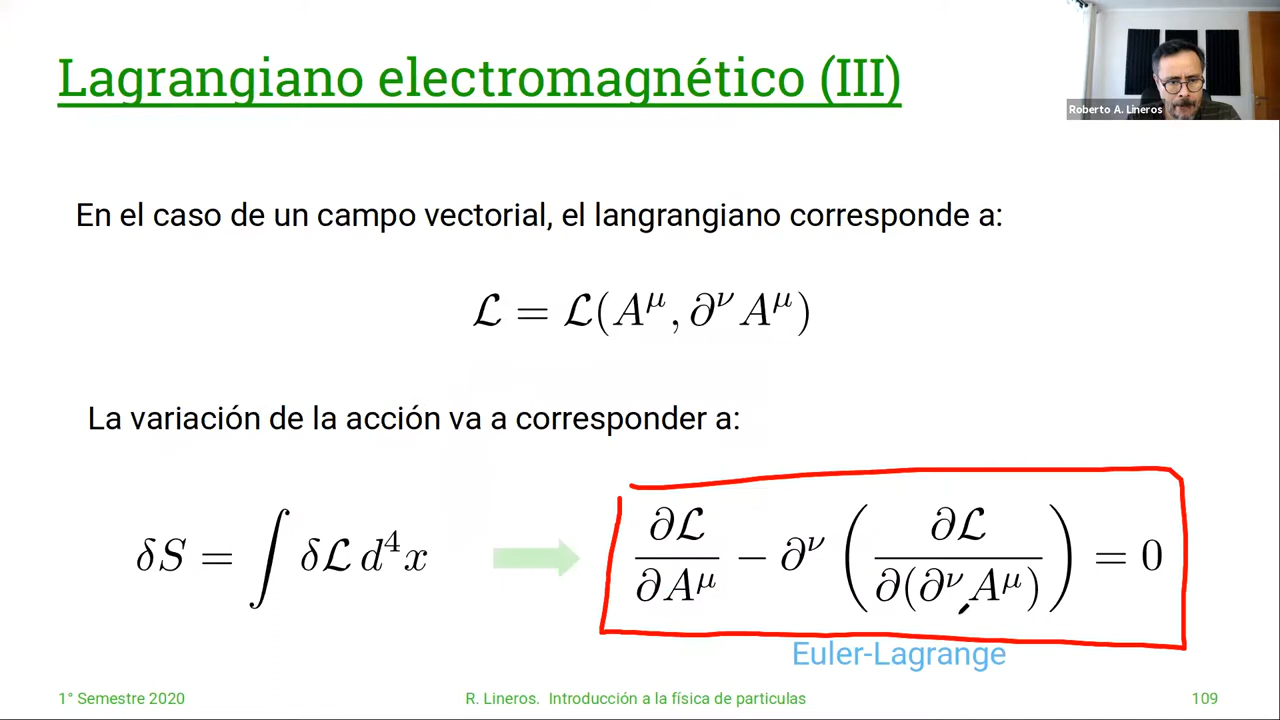 Lagrangiano electromagnético (III)
Roberto A. Lineros
En el caso de un campo vectorial, el langrangiano corresponde a:
ℒ = ℒ(A^μ, ∂^ν A^μ)
La variación de la acción va a corresponder a:
δS = ∫ δℒ d⁴x
∂ℒ/∂A^μ − ∂^ν (∂ℒ/∂(∂^ν A^μ)) = 0
Euler-Lagrange
1° Semestre 2020
R. Lineros. Introducción a la física de particulas
109